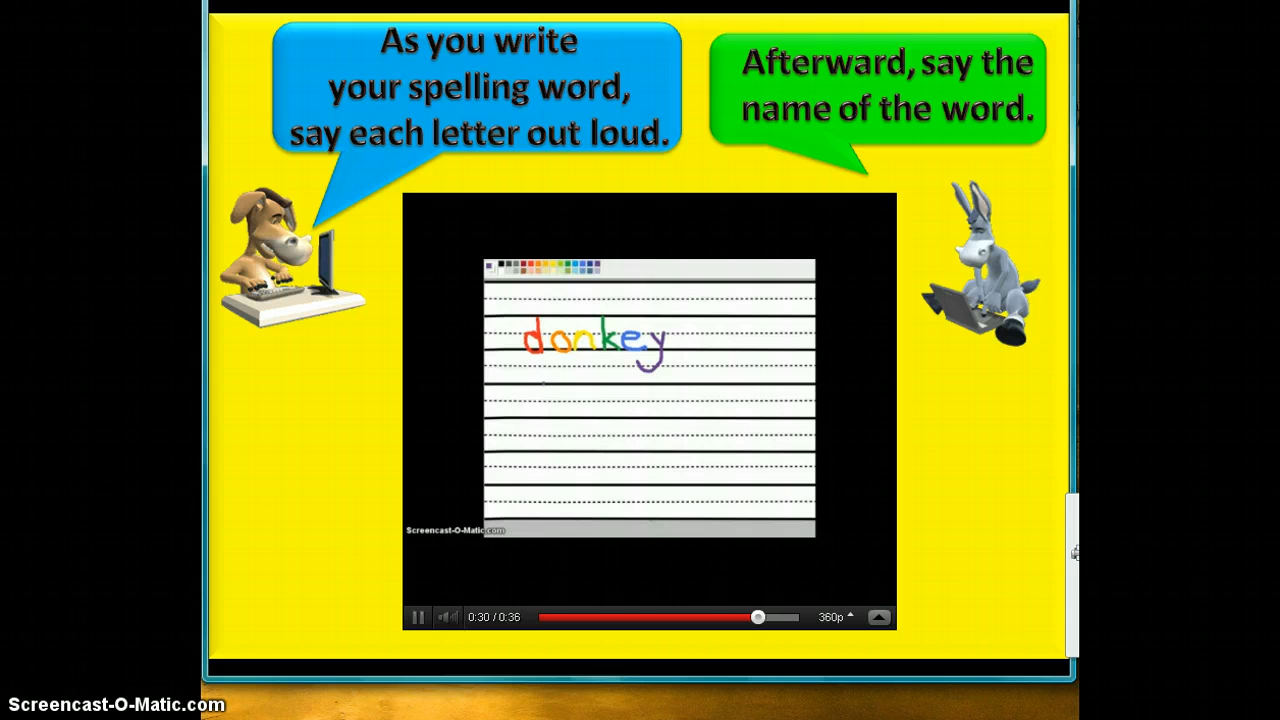 As you write
your spelling word,
say each letter out loud.
Afterward, say the
name of the word.
donkey
Screencast-O-Matic.com
0:30 / 0:36
360p
Screencast-O-Matic.com